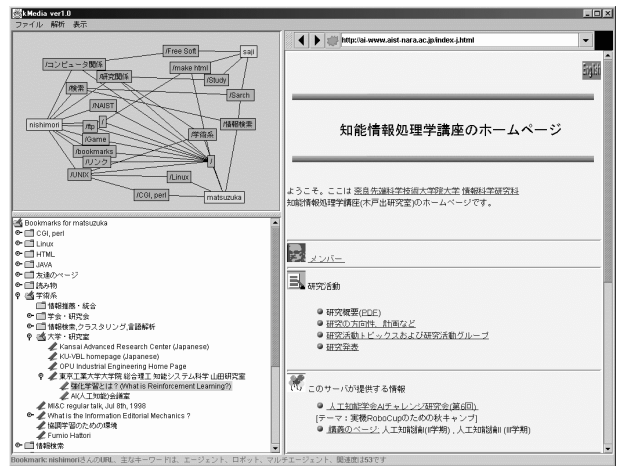 kMedia ver1.0
ファイル 解析 表示
/Free Soft
saji
/コンピュータ関係
/make html
/研究関係
/Study
/検索
/Sarch
/NAIST
nishimori
/ftp
/
/情報検索
/Game
/学術系
/bookmarks
/リンク
/
/UNIX
/Linux
/CGI, perl
matsuzuka
Bookmarks for matsuzuka
CGI, perl
Linux
HTML
JAVA
友達のページ
読み物
学術系
情報推薦・統合
学会・研究会
情報検索,クラスタリング,言語解析
大学・研究室
Kansai Advanced Research Center (Japanese)
KU-VBL homepage (Japanese)
OPU Industrial Engineering Home Page
東京工業大学大学院 総合理工 知能システム科学 山田研究室
強化学習とは? (What is Reinforcement Learning?)
AI(人工知能)会議室
MI&C regular talk, Jul 8th, 1998
What is the Information Editorial Mechanics ?
協調学習のための環境
Fumio Hattori
情報検索
http://ai-www.aist-nara.ac.jp/index-j.html
English
知能情報処理学講座のホームページ
ようこそ。ここは 奈良先端科学技術大学院大学 情報科学研究科
知能情報処理学講座(木戸出研究室)のホームページです。
メンバー
研究活動
研究概要(PDF)
研究の方向性、計画など
研究活動トピックスおよび研究活動グループ
研究発表
このサーバが提供する情報
人工知能学会AIチャレンジ研究会(第6回)
[テーマ：実機RoboCupのための秋キャンプ]
講義のページ: 人工知能論I(II学期) , 人工知能論II (III学期)
Bookmark: nishimoriさんのURL、主なキーワードは、エージェント、ロボット、マルチエージェント、関連度は53です